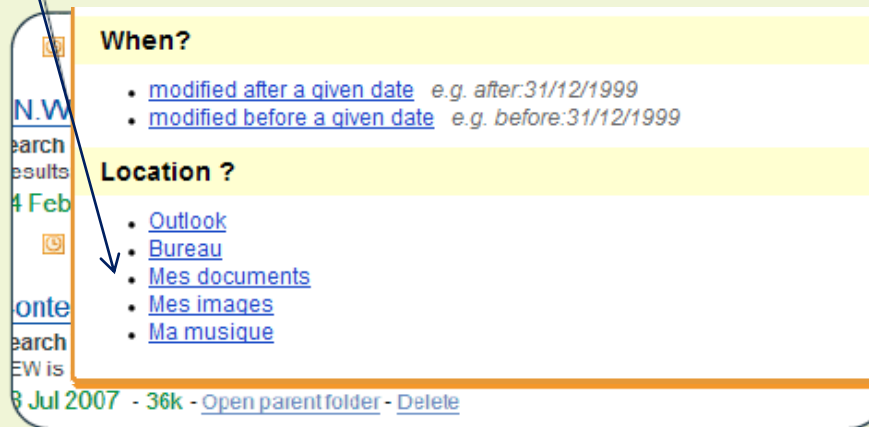 When?
modified after a given date e.g. after:31/12/1999
N.W
modified before a given date e.g. before:31/12/1999
earch
esults
Location ?
4 Feb
Outlook
Bureau
Mes documents
onte
Mes images
earch
Ma musique
EW is
Jul 2007 - 36k - Open parent folder - Delete